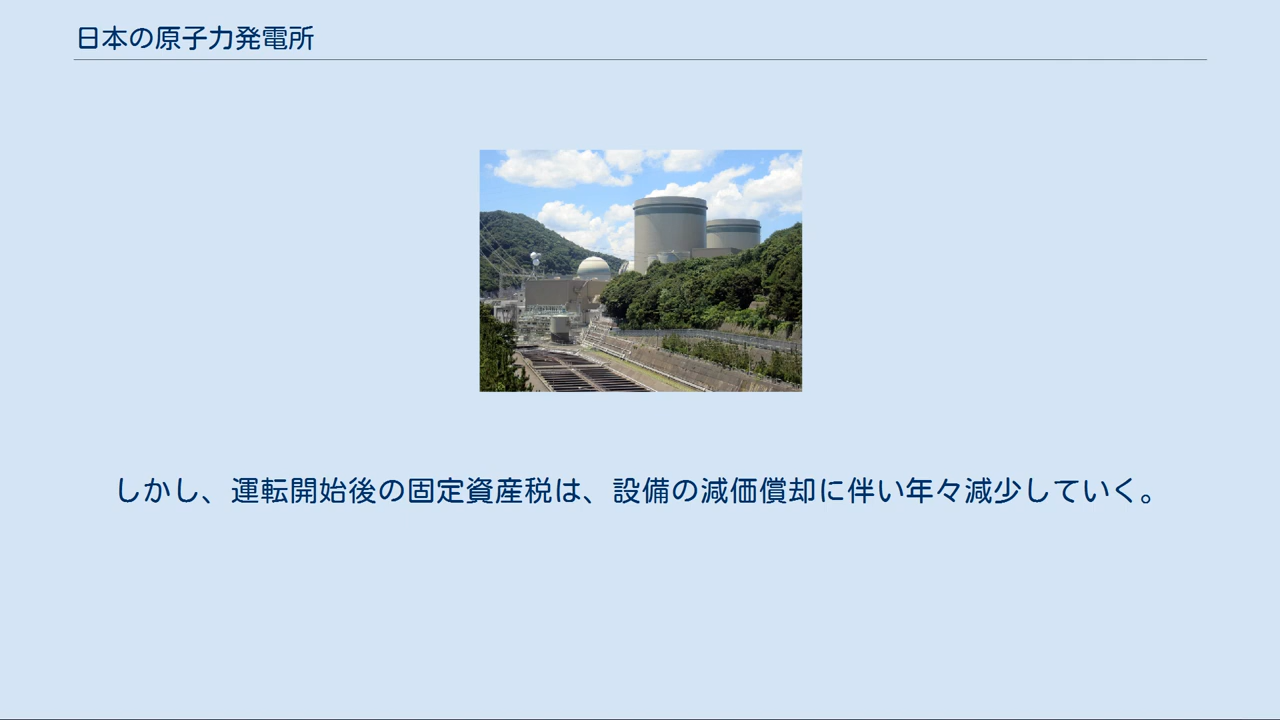 日本の原子力発電所
しかし、運転開始後の固定資産税は、設備の減価償却に伴い年々減少していく。